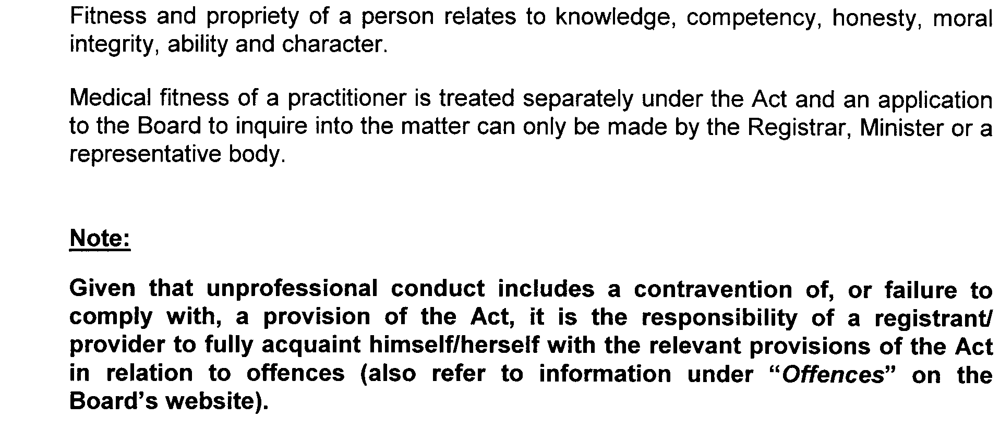 Fitness and propriety of a person relates to knowledge, competency, honesty, moral
integrity, ability and character.
Medical fitness of a practitioner is treated separately under the Act and an application
to the Board to inquire into the matter can only be made by the Registrar, Minister or a
representative body.
Note:
Given that unprofessional conduct includes a contravention of, or failure to
comply with, a provision of the Act, it is the responsibility of a registrant/
provider to fully acquaint himself/herself with the relevant provisions of the Act
in relation to offences (also refer to information under “Offences” on the
Board’s website).